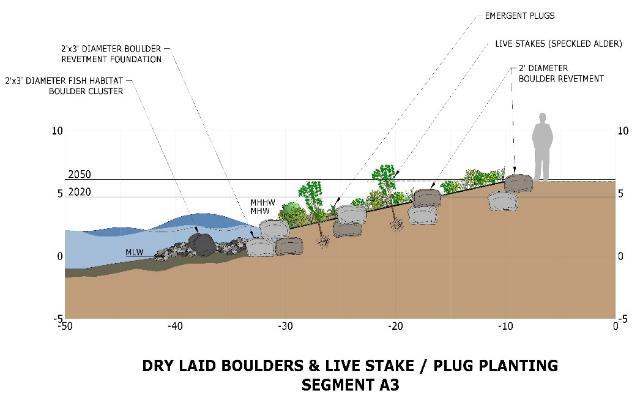 EMERGENT PLUGS
LIVE STAKES (SPECKLED ALDER)
2' DIAMETER
BOULDER REVETMENT
2'x3' DIAMETER BOULDER
REVETMENT FOUNDATION
2'x3' DIAMETER FISH HABITAT
BOULDER CLUSTER
10
10
2050
5
2020
5
MHHW
MHW
MLW
0
0
-5
-5
-50
-40
-30
-20
-10
0
DRY LAID BOULDERS & LIVE STAKE / PLUG PLANTING
SEGMENT A3